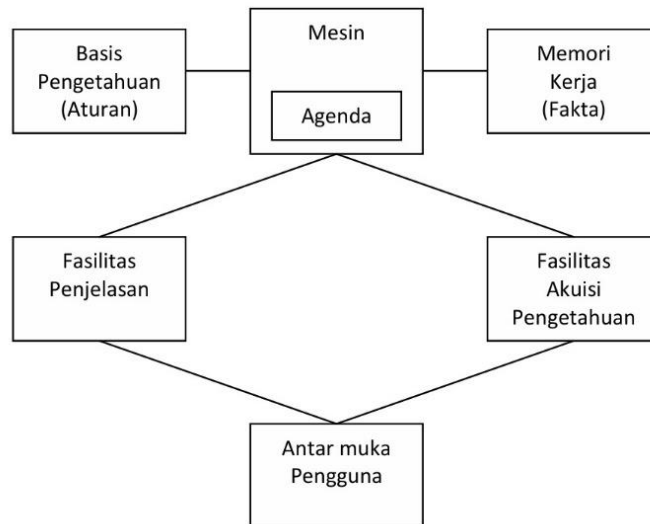 Basis
Pengetahuan
(Aturan)
Mesin
Agenda
Memori
Kerja
(Fakta)
Fasilitas
Penjelasan
Fasilitas
Akuisi
Pengetahuan
Antar muka
Pengguna